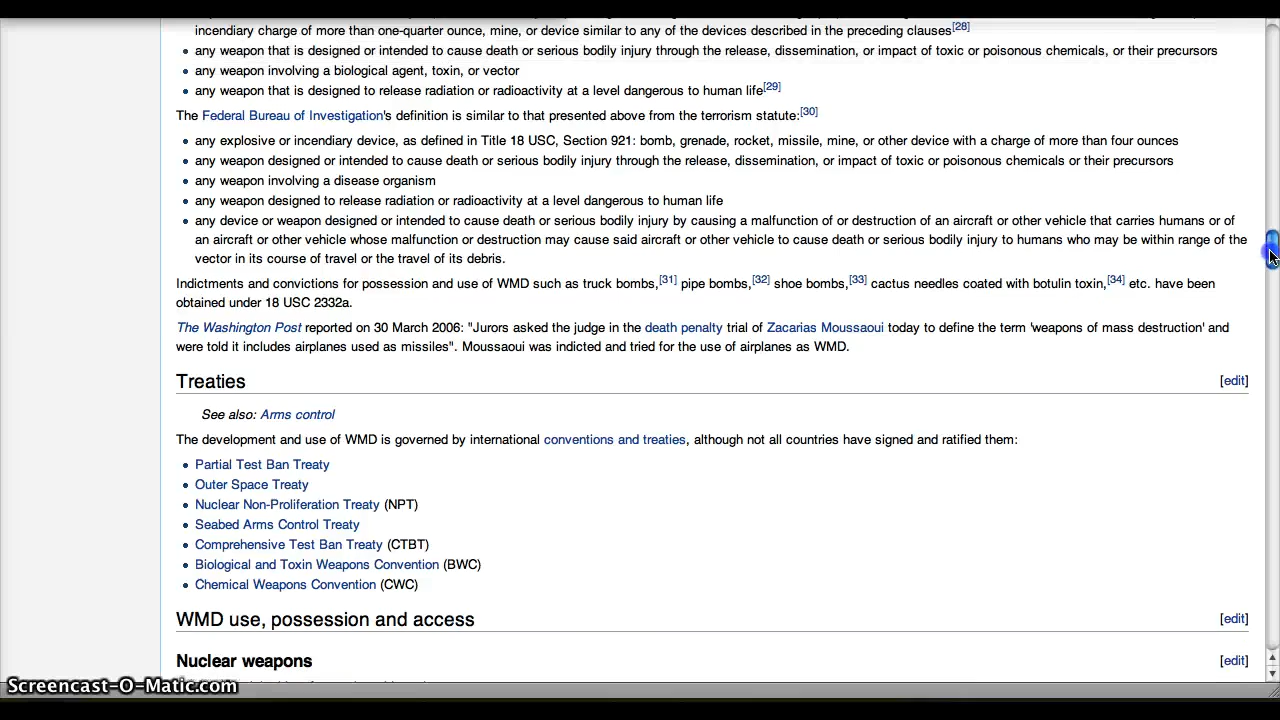 incendiary charge of more than one-quarter ounce, mine, or device similar to any of the devices described in the preceding clauses[28]
• any weapon that is designed or intended to cause death or serious bodily injury through the release, dissemination, or impact of toxic or poisonous chemicals, or their precursors
• any weapon involving a biological agent, toxin, or vector
• any weapon that is designed to release radiation or radioactivity at a level dangerous to human life[29]
The Federal Bureau of Investigation's definition is similar to that presented above from the terrorism statute:[30]
• any explosive or incendiary device, as defined in Title 18 USC, Section 921: bomb, grenade, rocket, missile, mine, or other device with a charge of more than four ounces
• any weapon designed or intended to cause death or serious bodily injury through the release, dissemination, or impact of toxic or poisonous chemicals or their precursors
• any weapon involving a disease organism
• any weapon designed to release radiation or radioactivity at a level dangerous to human life
• any device or weapon designed or intended to cause death or serious bodily injury by causing a malfunction of or destruction of an aircraft or other vehicle that carries humans or of
an aircraft or other vehicle whose malfunction or destruction may cause said aircraft or other vehicle to cause death or serious bodily injury to humans who may be within range of the
vector in its course of travel or the travel of its debris.
Indictments and convictions for possession and use of WMD such as truck bombs,[31] pipe bombs,[32] shoe bombs,[33] cactus needles coated with botulin toxin,[34] etc. have been
obtained under 18 USC 2332a.
The Washington Post reported on 30 March 2006: "Jurors asked the judge in the death penalty trial of Zacarias Moussaoui today to define the term 'weapons of mass destruction' and
were told it includes airplanes used as missiles". Moussaoui was indicted and tried for the use of airplanes as WMD.
Treaties [edit]
See also: Arms control
The development and use of WMD is governed by international conventions and treaties, although not all countries have signed and ratified them:
• Partial Test Ban Treaty
• Outer Space Treaty
• Nuclear Non-Proliferation Treaty (NPT)
• Seabed Arms Control Treaty
• Comprehensive Test Ban Treaty (CTBT)
• Biological and Toxin Weapons Convention (BWC)
• Chemical Weapons Convention (CWC)
WMD use, possession and access [edit]
Nuclear weapons [edit]
Screencast-O-Matic.com